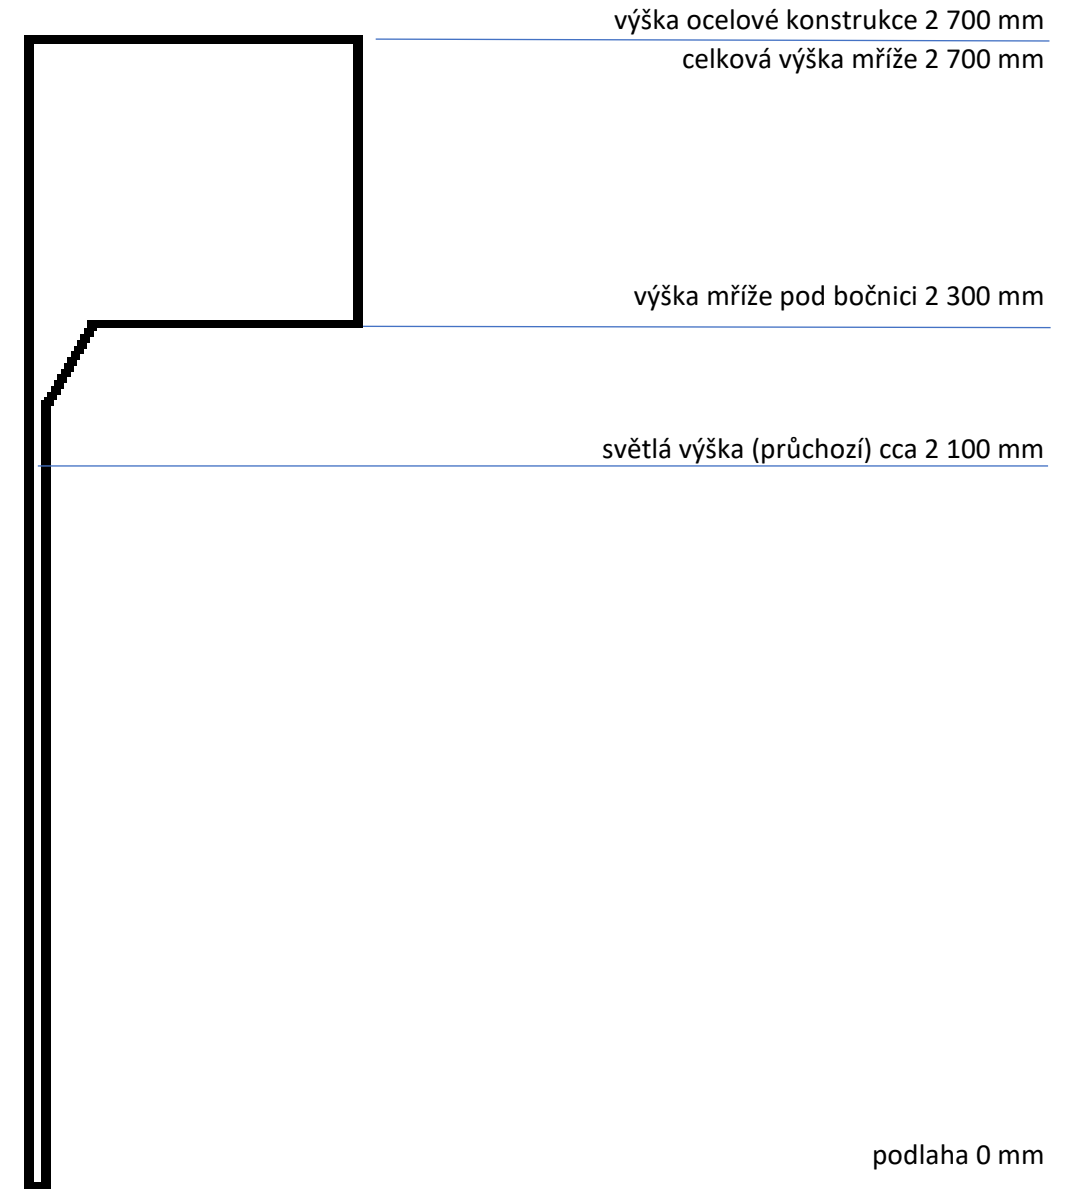 výška ocelové konstrukce 2 700 mm
celková výška mříže 2 700 mm
výška mříže pod bočnici 2 300 mm
světlá výška (průchozí) cca 2 100 mm
podlaha 0 mm